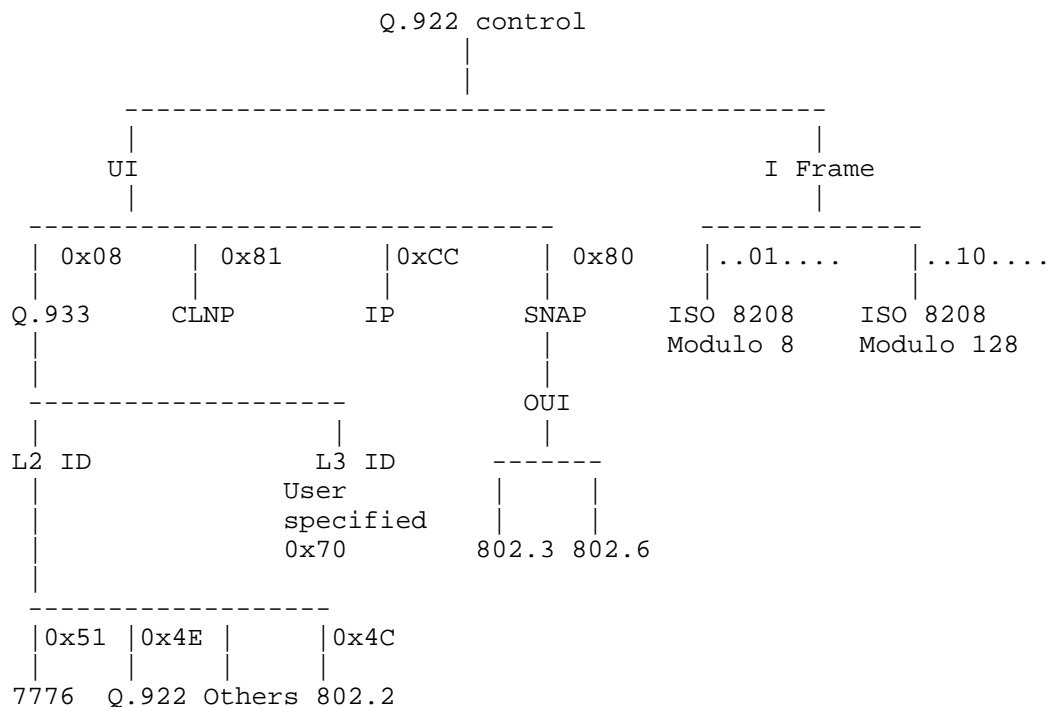 Q.922 control
UI I Frame
0x08 0x81 0xCC 0x80 ..01.... ..10....
Q.933 CLNP IP SNAP ISO 8208 ISO 8208
Modulo 8 Modulo 128
OUI
L2 ID L3 ID
User
specified
0x70 802.3 802.6
0x51 0x4E 0x4C
7776 Q.922 Others 802.2